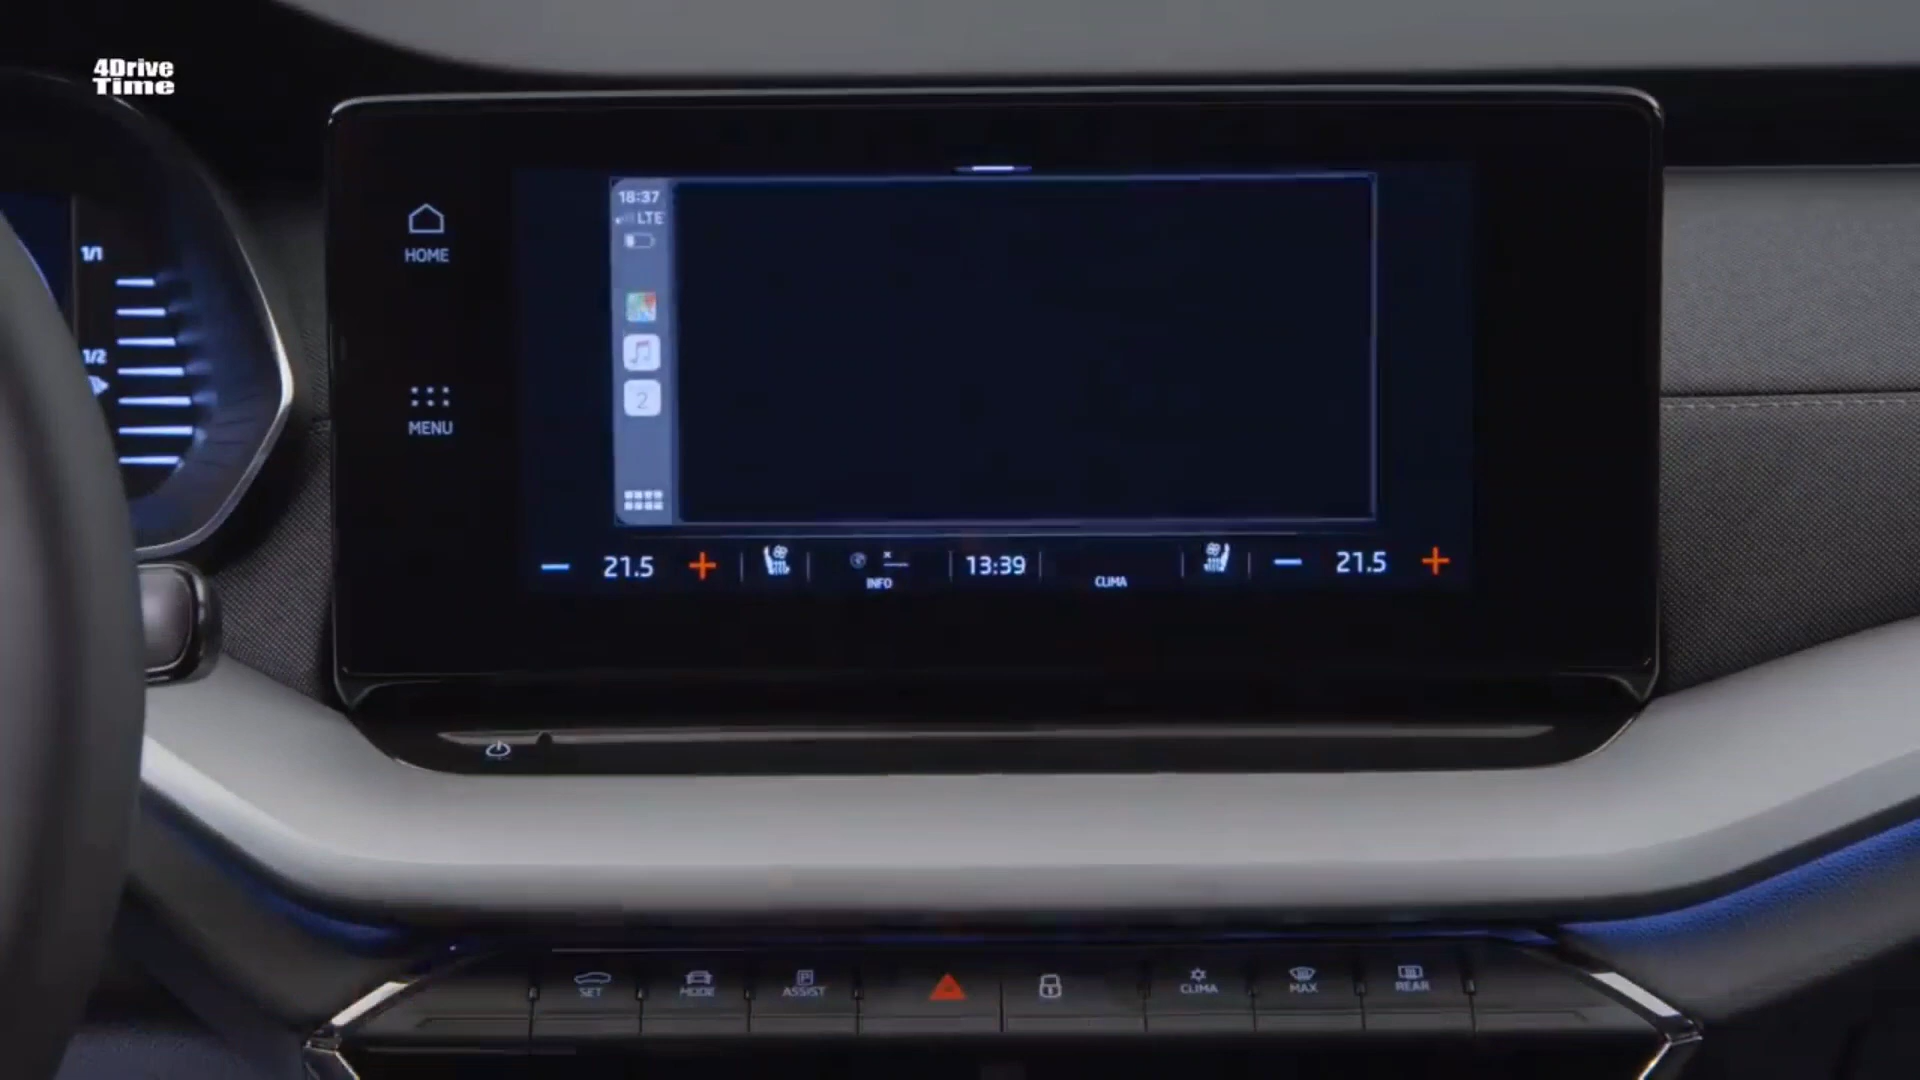 4Drive
Time
1/1
1/2
HOME
MENU
18:37
LTE
2
21.5
INFO
13:39
CLIMA
21.5
SET
MODE
P
ASSIST
CLIMA
MAX
REAR